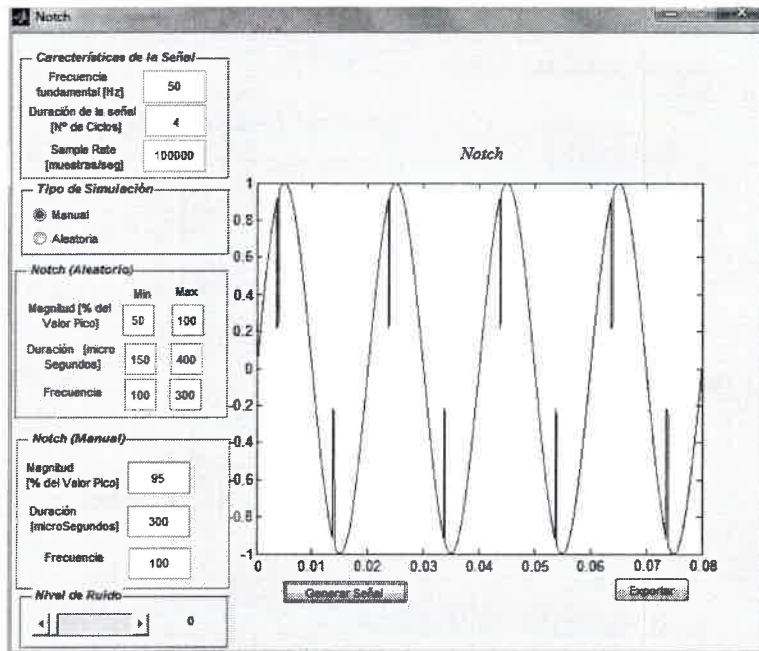 Notch
Características de la Señal
Frecuencia
fundamental [Hz]
50
Duración de la señal
[Nº de Ciclos]
4
Sample Rate
[muestras/seg]
100000
Tipo de Simulación
Manual
Aleatoria
Notch (Aleatorio)
Min
Max
Magnitud [% del
Valor Pico]
50
100
Duración [micro
Segundos]
150
400
Frecuencia
100
300
Notch (Manual)
Magnitud
[% del Valor Pico]
95
Duración
[microSegundos]
300
Frecuencia
100
Nivel de Ruido
0
Notch
1
0.8
0.6
0.4
0.2
0
-0.2
-0.4
-0.6
-0.8
-1
0
0.01
0.02
0.03
0.04
0.05
0.06
0.07
0.08
Generar Señal
Exportar